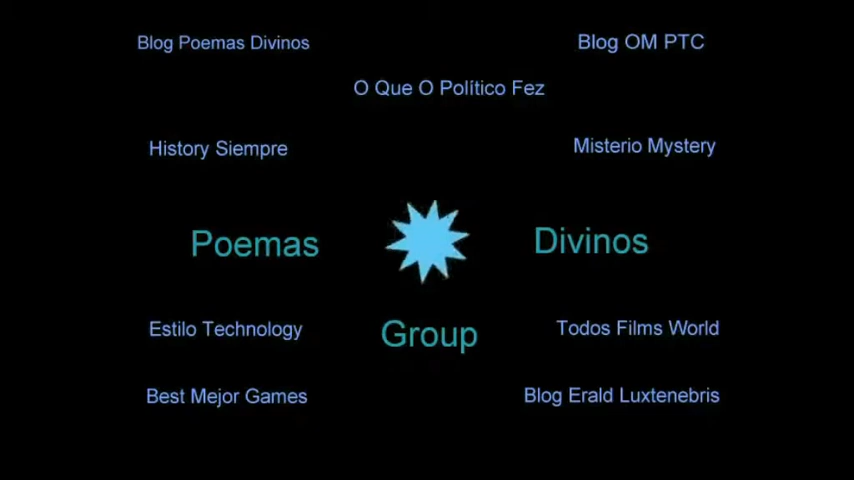 Blog Poemas Divinos
Blog OM PTC
O Que O Político Fez
History Siempre
Misterio Mystery
Poemas
Divinos
Estilo Technology
Group
Todos Films World
Best Mejor Games
Blog Erald Luxtenebris